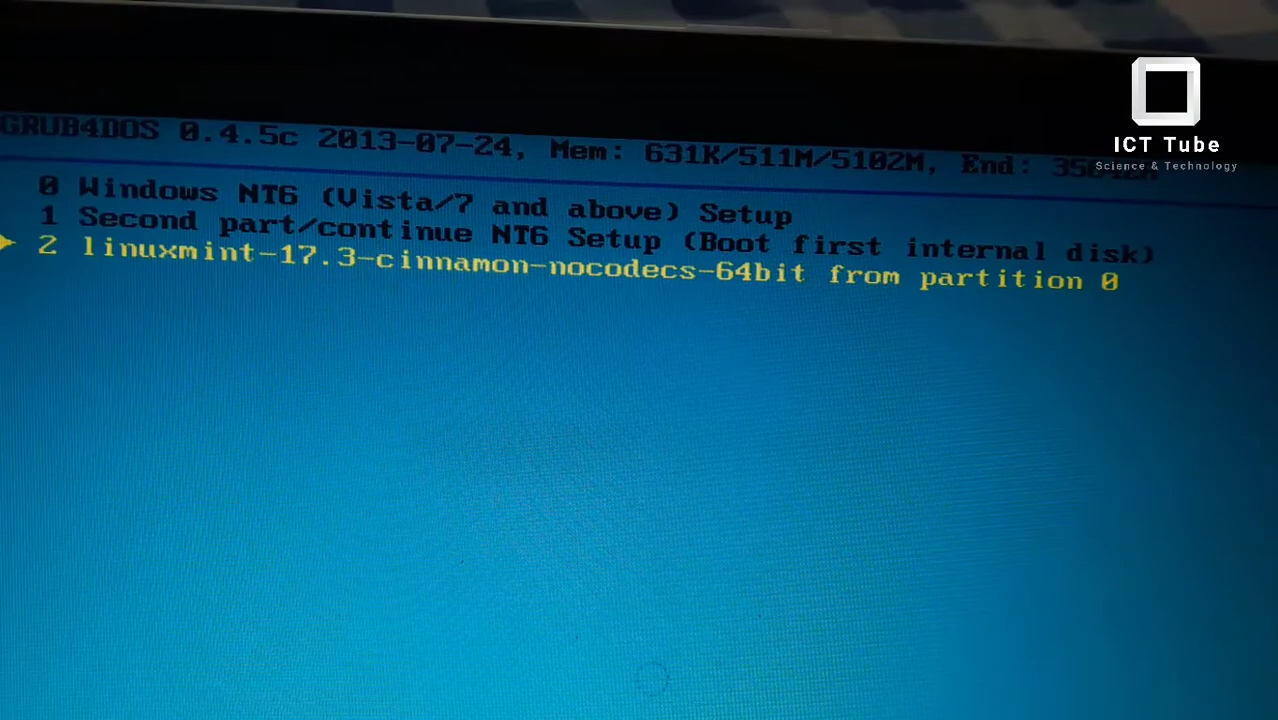 ICT Tube
Science & Technology
GRUB4DOS 0.4.5c 2013-07-24, Mem: 631K/511M/5102M, End:
0 Windows NT6 (Vista/7 and above) Setup
1 Second part/continue NT6 Setup (Boot first internal disk)
2 linuxmint-17.3-cinnamon-nocodecs-64bit from partition 0